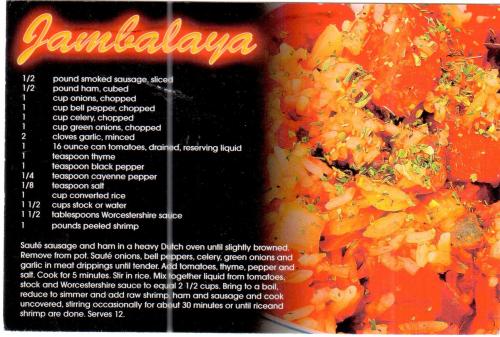 Jambalaya
1/2 pound smoked sausage, sliced
1/2 pound ham, cubed
1 cup onions, chopped
1 cup bell pepper, chopped
1 cup celery, chopped
1 cup green onions, chopped
2 cloves garlic, minced
1 16 ounce can tomatoes, drained, reserving liquid
1 teaspoon thyme
1 teaspoon black pepper
1/4 teaspoon cayenne pepper
1/8 teaspoon salt
1 cup converted rice
1 1/2 cups stock or water
1 1/2 tablespoons Worcestershire sauce
1 pounds peeled shrimp
Sauté sausage and ham in a heavy Dutch oven until slightly browned.
Remove from pot. Sauté onions, bell peppers, celery, green onions and
garlic in meat drippings until tender. Add tomatoes, thyme, pepper and
salt. Cook for 5 minutes. Stir in rice. Mix together liquid from tomatoes,
stock and Worcestershire sauce to equal 2 1/2 cups. Bring to a boil,
reduce to simmer and add raw shrimp, ham and sausage and cook
uncovered, stirring occasionally for about 30 minutes or until riceand
shrimp are done. Serves 12.